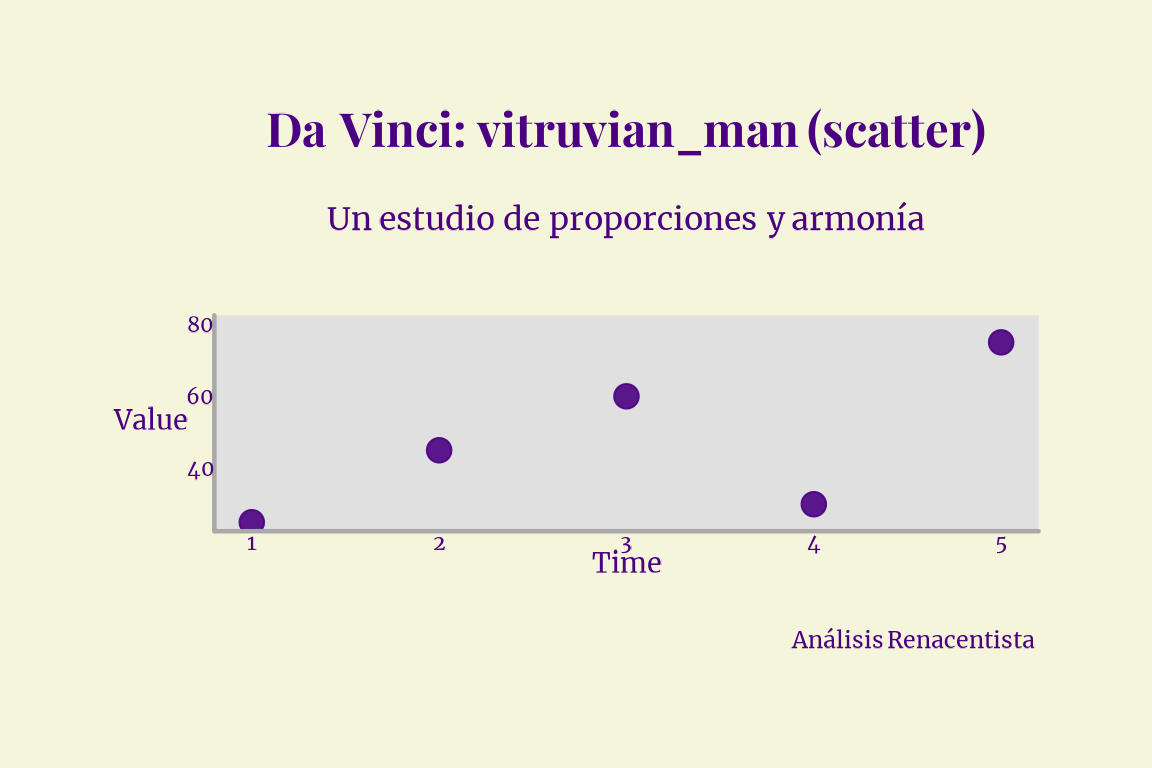 Da Vinci: vitruvian_man (scatter)
Un estudio de proporciones y armonía
80
60
Value
40
1 2 3 4 5
Time
Análisis Renacentista